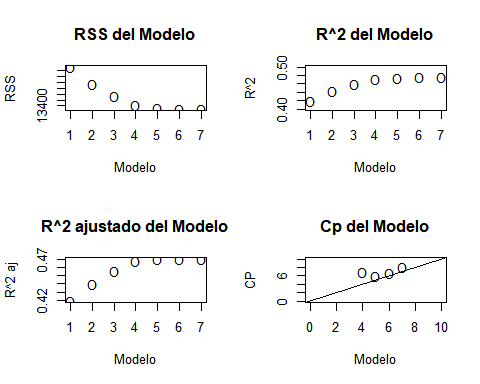 RSS del Modelo
RSS
13400
1 2 3 4 5 6 7
Modelo
R^2 del Modelo
R^2
0.50
0.40
1 2 3 4 5 6 7
Modelo
R^2 ajustado del Modelo
R^2 aj
0.47
0.42
1 2 3 4 5 6 7
Modelo
Cp del Modelo
CP
6
0
0 2 4 6 8 10
Modelo